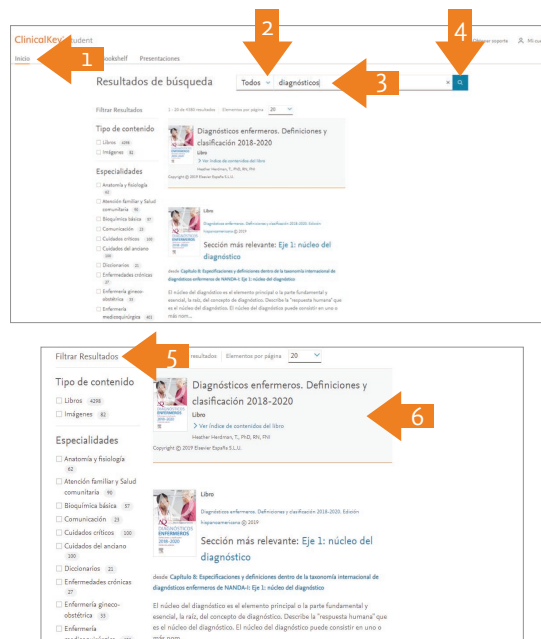 2
4
ClinicalKey Student
Obtener soporte
Mi cu
Inicio
1
Bookshelf
Presentaciones
Resultados de búsqueda
Todos
diagnósticos
3
Filtrar Resultados
resultados
Elementos por página
20
Tipo de contenido
Libros
Imágenes
Especialidades
Anatomía y fisiología
62
Atención familiar y Salud
comunitaria 90
Bioquímica básica 57
Comunicación 23
Cuidados críticos 100
Cuidados del anciano
100
Diccionarios 21
Enfermedades crónicas
27
Enfermería gineco-
obstétrica
Enfermería
medicoquirúrgica
Diagnósticos enfermeros. Definiciones y
clasificación 2018-2020
Libro
Ver índice de contenidos del libro
Heather Herdman, T., PhD, RN, FNI
Copyright © 2019 Elsevier España S.L.U.
Libro
Diagnósticos enfermeros. Definiciones y clasificación 2018-2020. Edición
hispanoamericana © 2019
Sección más relevante: Eje 1: núcleo del
diagnóstico
desde Capítulo 8: Especificaciones y definiciones dentro de la taxonomía internacional de
diagnósticos enfermeros de NANDA-I: Eje 1: núcleo del diagnóstico
El núcleo del diagnóstico es el elemento principal o la parte fundamental y
esencial, la raíz, del concepto de diagnóstico. Describe la "respuesta humana" que
es el núcleo del diagnóstico. El núcleo del diagnóstico puede consistir en uno o
más nom...
Filtrar Resultados
5
resultados
Elementos por página
20
Tipo de contenido
Libros 4298
Imágenes 82
Especialidades
Anatomía y fisiología
62
Atención familiar y Salud
comunitaria 90
Bioquímica básica 57
Comunicación 23
Cuidados críticos 100
Cuidados del anciano
100
Diccionarios 21
Enfermedades crónicas
27
Enfermería gineco-
obstétrica 33
Enfermería
Diagnósticos enfermeros. Definiciones y
clasificación 2018-2020
Libro
6
Ver índice de contenidos del libro
Heather Herdman, T., PhD, RN, FNI
Copyright © 2019 Elsevier España S.L.U.
Libro
Diagnósticos enfermeros. Definiciones y clasificación 2018-2020. Edición
hispanoamericana © 2019
Sección más relevante: Eje 1: núcleo del
diagnóstico
desde Capítulo 8: Especificaciones y definiciones dentro de la taxonomía internacional de
diagnósticos enfermeros de NANDA-I: Eje 1: núcleo del diagnóstico
El núcleo del diagnóstico es el elemento principal o la parte fundamental y
esencial, la raíz, del concepto de diagnóstico. Describe la "respuesta humana" que
es el núcleo del diagnóstico. El núcleo del diagnóstico puede consistir en uno o
más nom